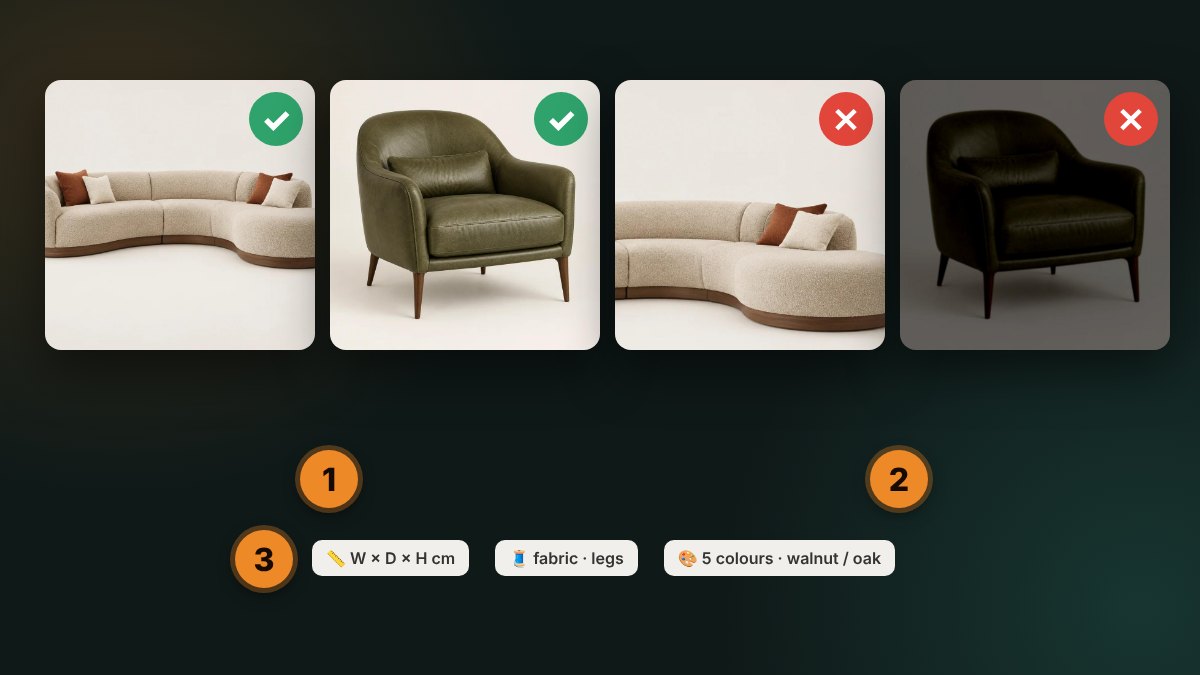 1
2
3
W × D × H cm
fabric · legs
5 colours · walnut / oak